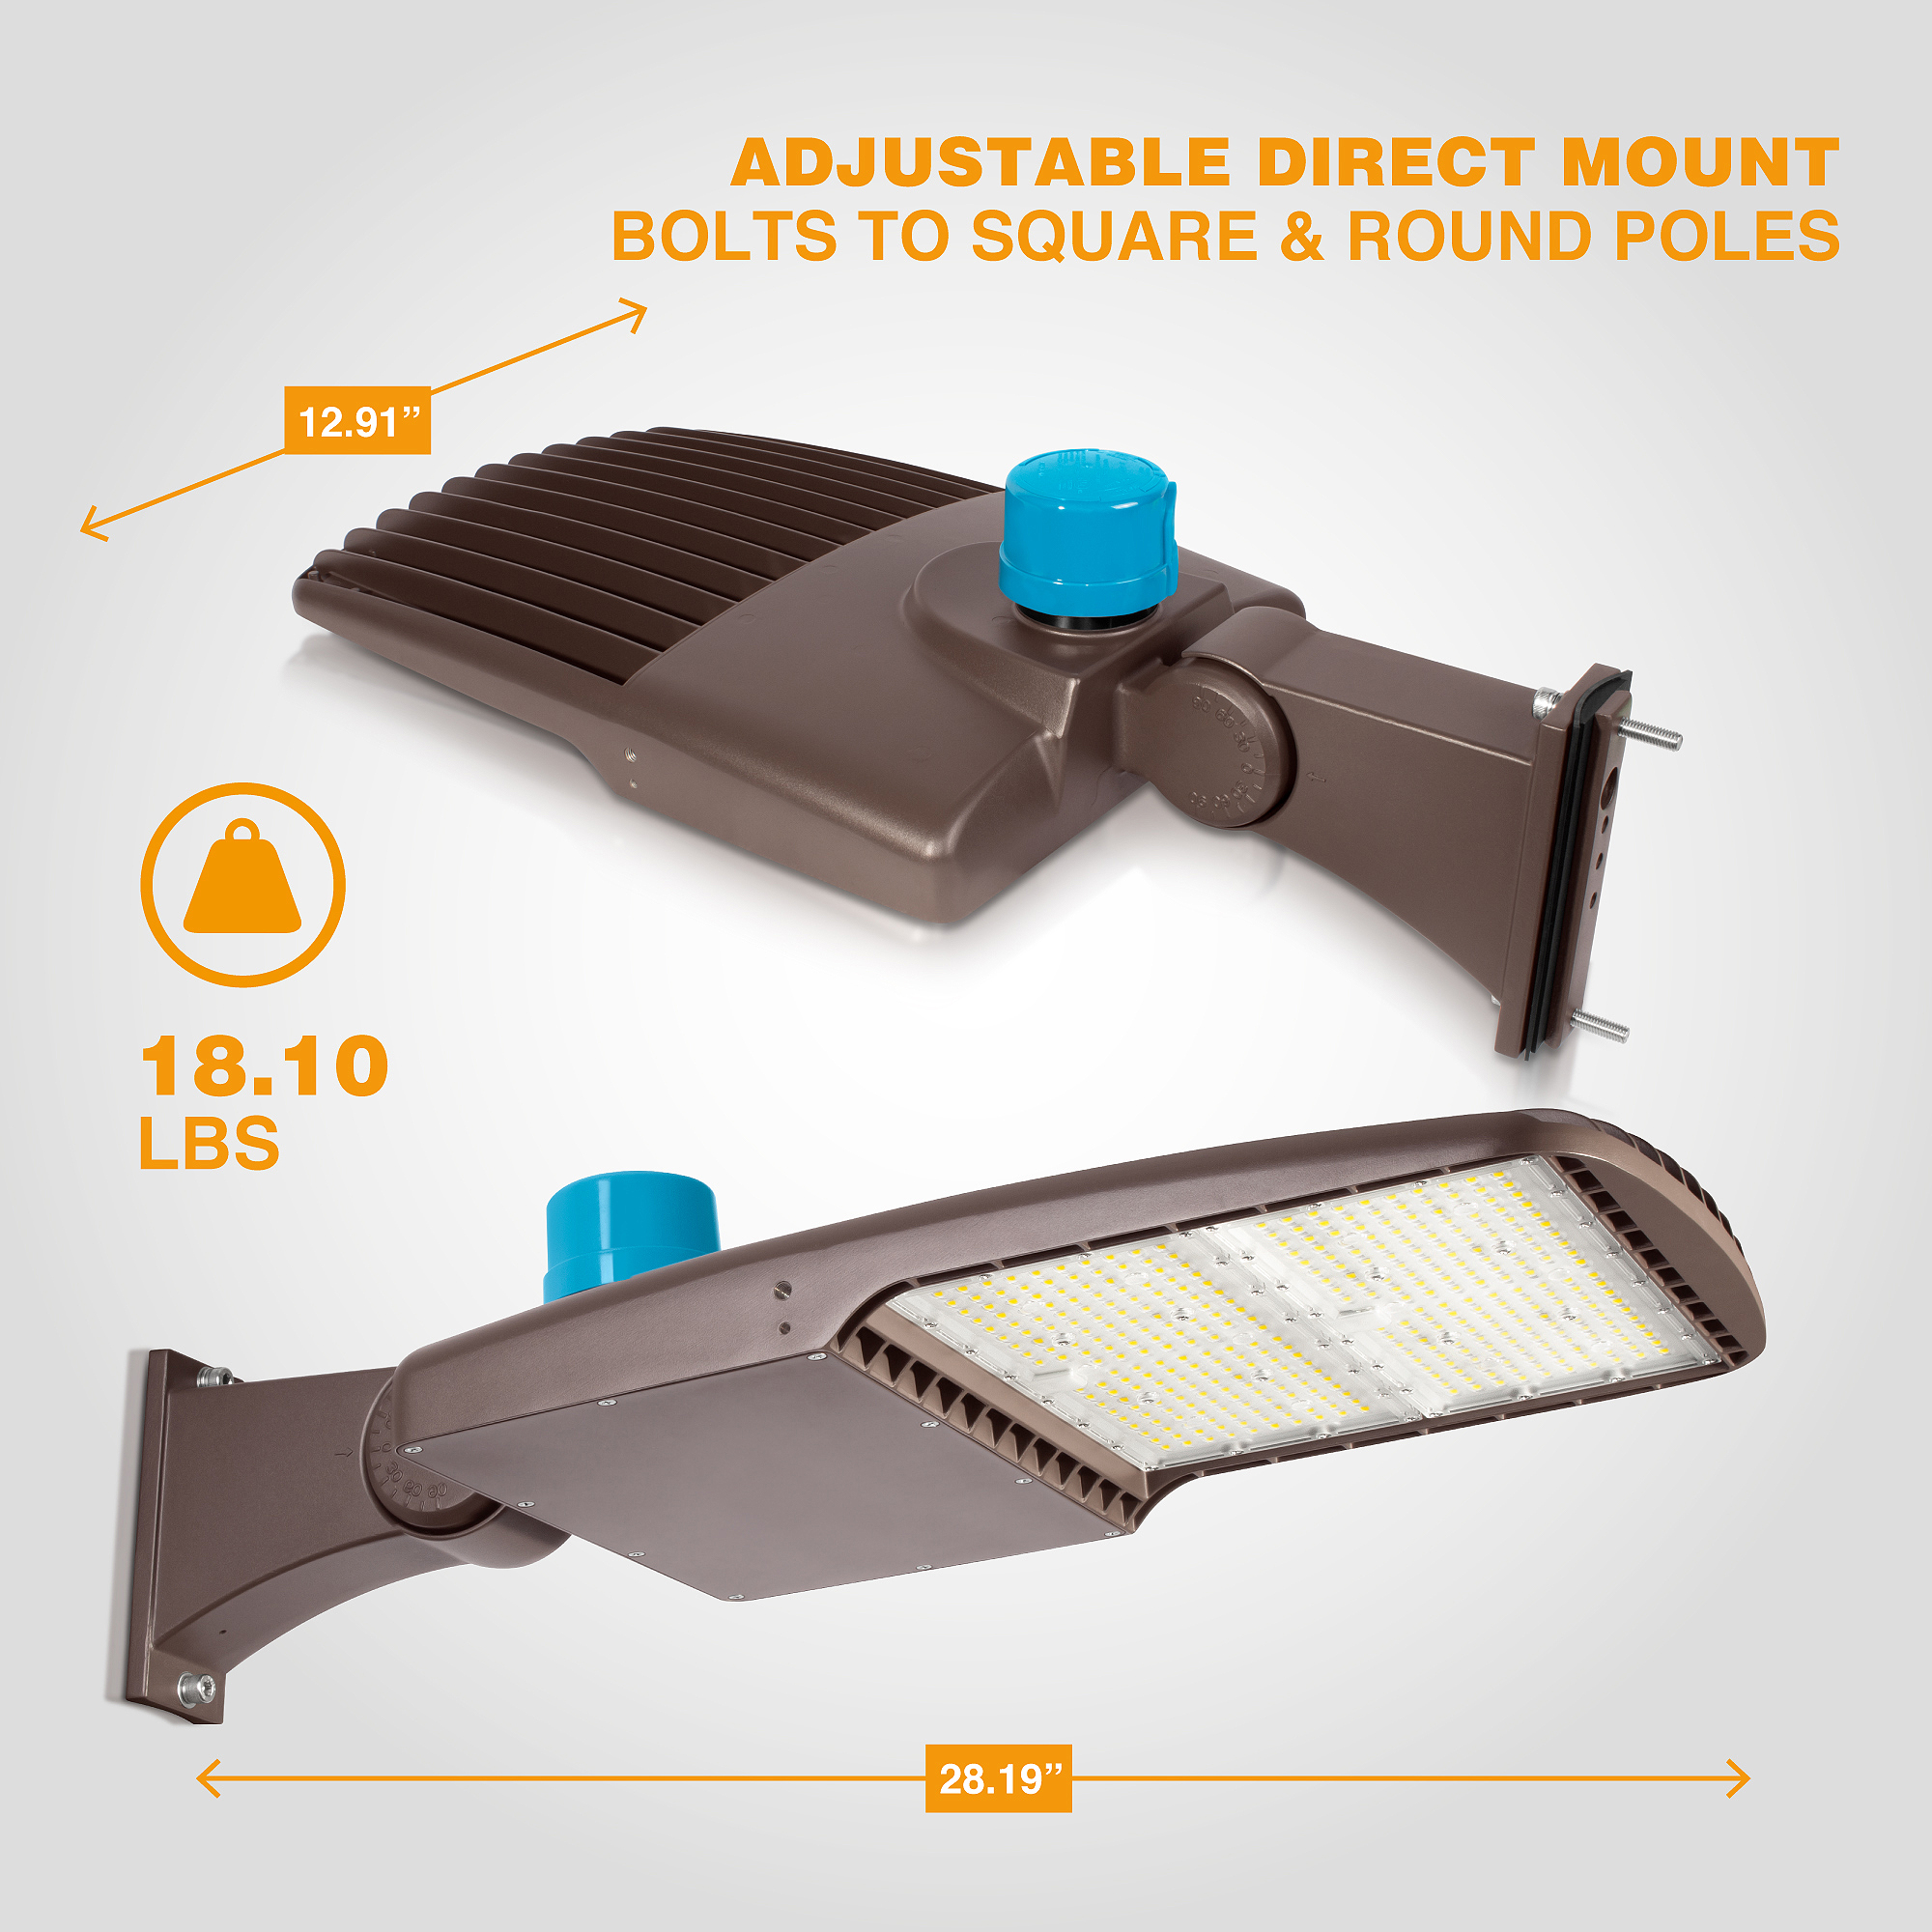 ADJUSTABLE DIRECT MOUNT
BOLTS TO SQUARE & ROUND POLES
12.91”
18.10
LBS
28.19”